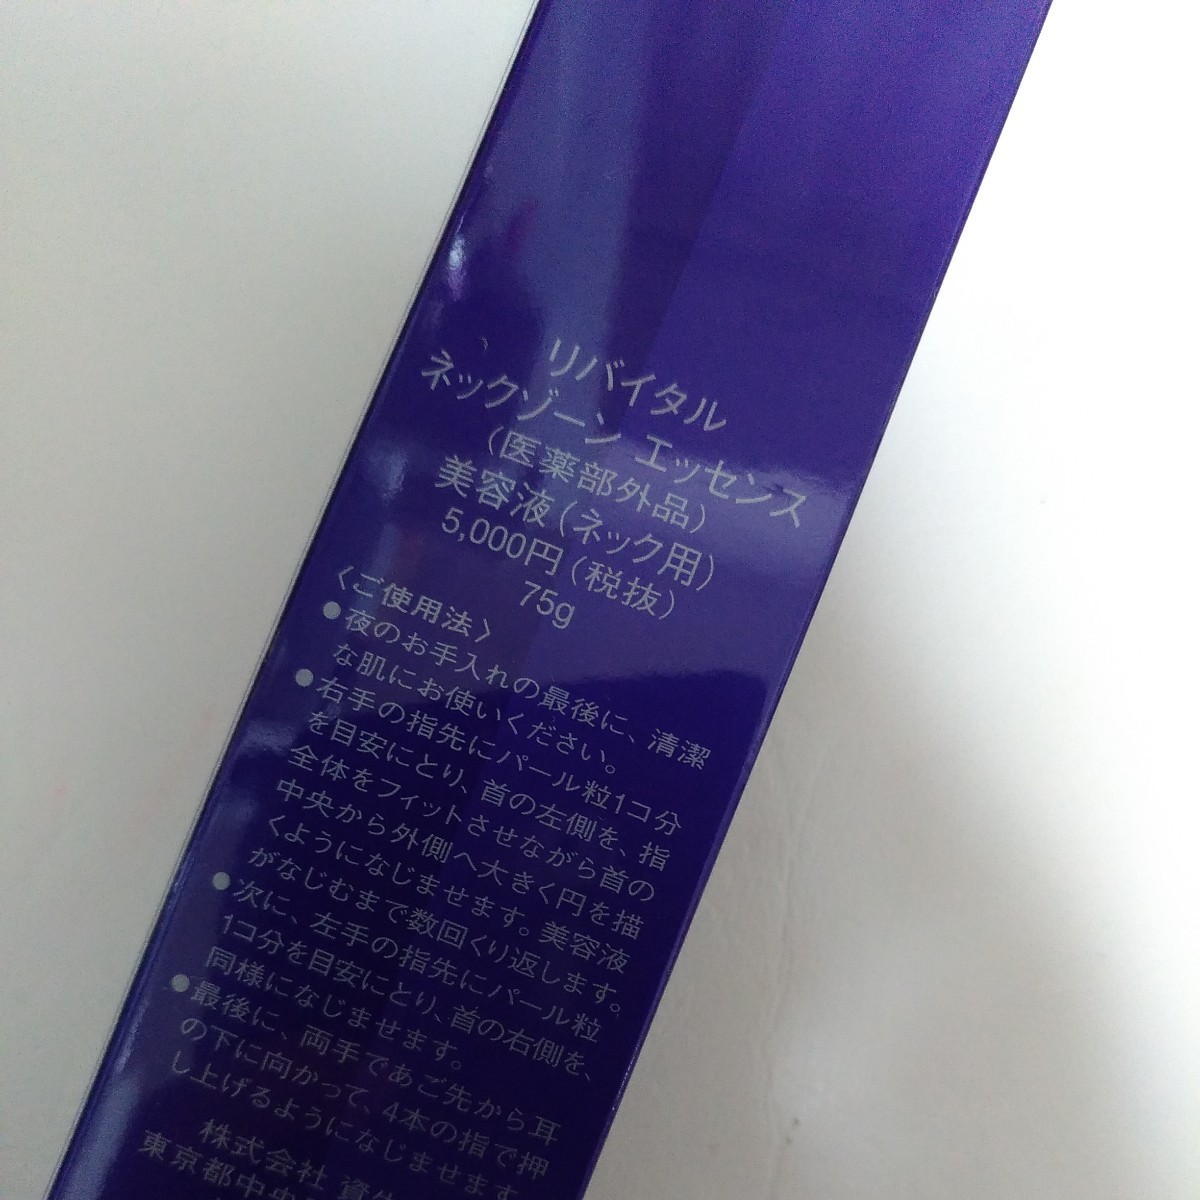 リバイタル
ネックゾーン エッセンス
(医薬部外品)
美容液(ネック用)
5,000円(税抜)
75g
〈ご使用法〉
●夜のお手入れの最後に、清潔
な肌にお使いください。
●右手の指先にパール粒1コ分
を目安にとり、首の左側を、指
全体をフィットさせながら首の
中央から外側へ大きく円を描
くようになじませます。美容液
がなじむまで数回くり返します。
●次に、左手の指先にパール粒
1コ分を目安にとり、首の右側を、
同様になじませます。
●最後に、両手であご先から耳
の下に向かって、4本の指で押
し上げるようになじませます。
株式会社 資生
東京都中央